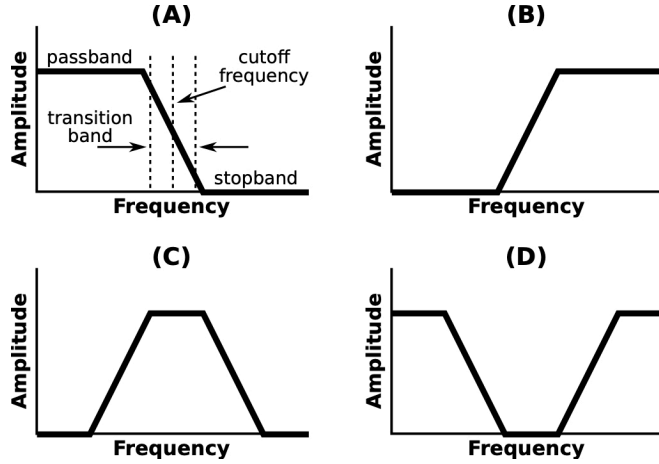 (A)
Amplitude
passband
cutoff
frequency
transition
band
stopband
Frequency
(B)
Amplitude
Frequency
(C)
Amplitude
Frequency
(D)
Amplitude
Frequency